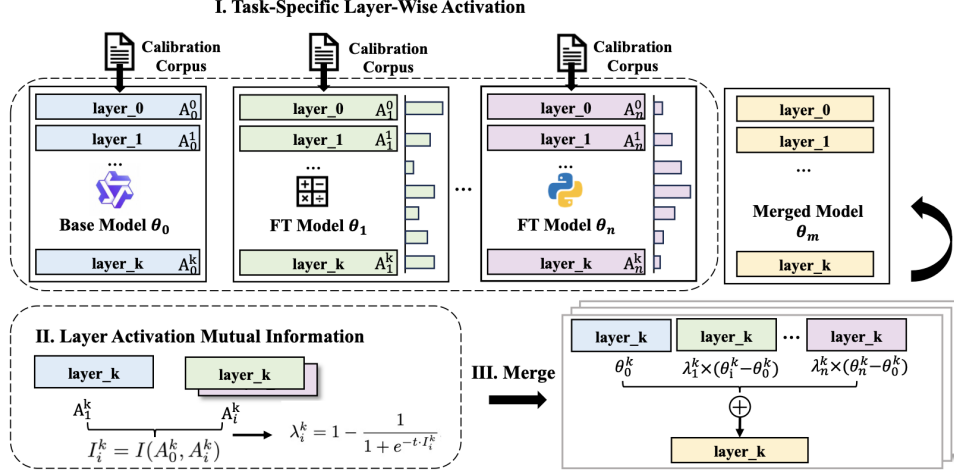 I. Task-Specific Layer-Wise Activation
Calibration
Corpus
Calibration
Corpus
Calibration
Corpus
layer_0 A_0^0
layer_1 A_0^1
...
Base Model θ_0
layer_k A_0^k
layer_0 A_1^0
layer_1 A_1^1
...
FT Model θ_1
layer_k A_1^k
...
layer_0 A_n^0
layer_1 A_n^1
...
FT Model θ_n
layer_k A_n^k
layer_0
layer_1
...
Merged Model
θ_m
layer_k
II. Layer Activation Mutual Information
layer_k
layer_k
A_1^k
A_i^k
I_i^k = I(A_0^k, A_i^k)
λ_i^k = 1 − 1 / (1 + e^{−t·I_i^k})
III. Merge
layer_k layer_k ... layer_k
θ_0^k λ_1^k×(θ_i^k−θ_0^k) λ_n^k×(θ_n^k−θ_0^k)
layer_k